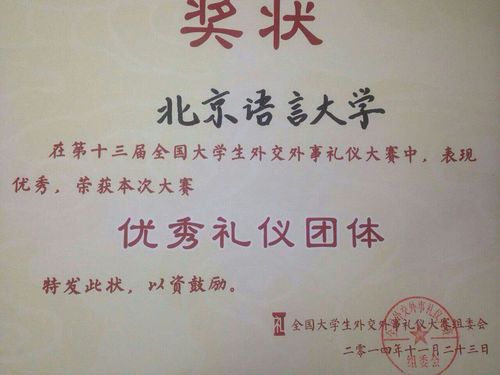 奖状
北京语言大学
在第十三届全国大学生外交外事礼仪大赛中，表现
优秀，荣获本次大赛
优秀礼仪团体
特发此状，以资鼓励。
全国大学生外交外事礼仪大赛组委会
二零一四年十一月二十三日
组委会